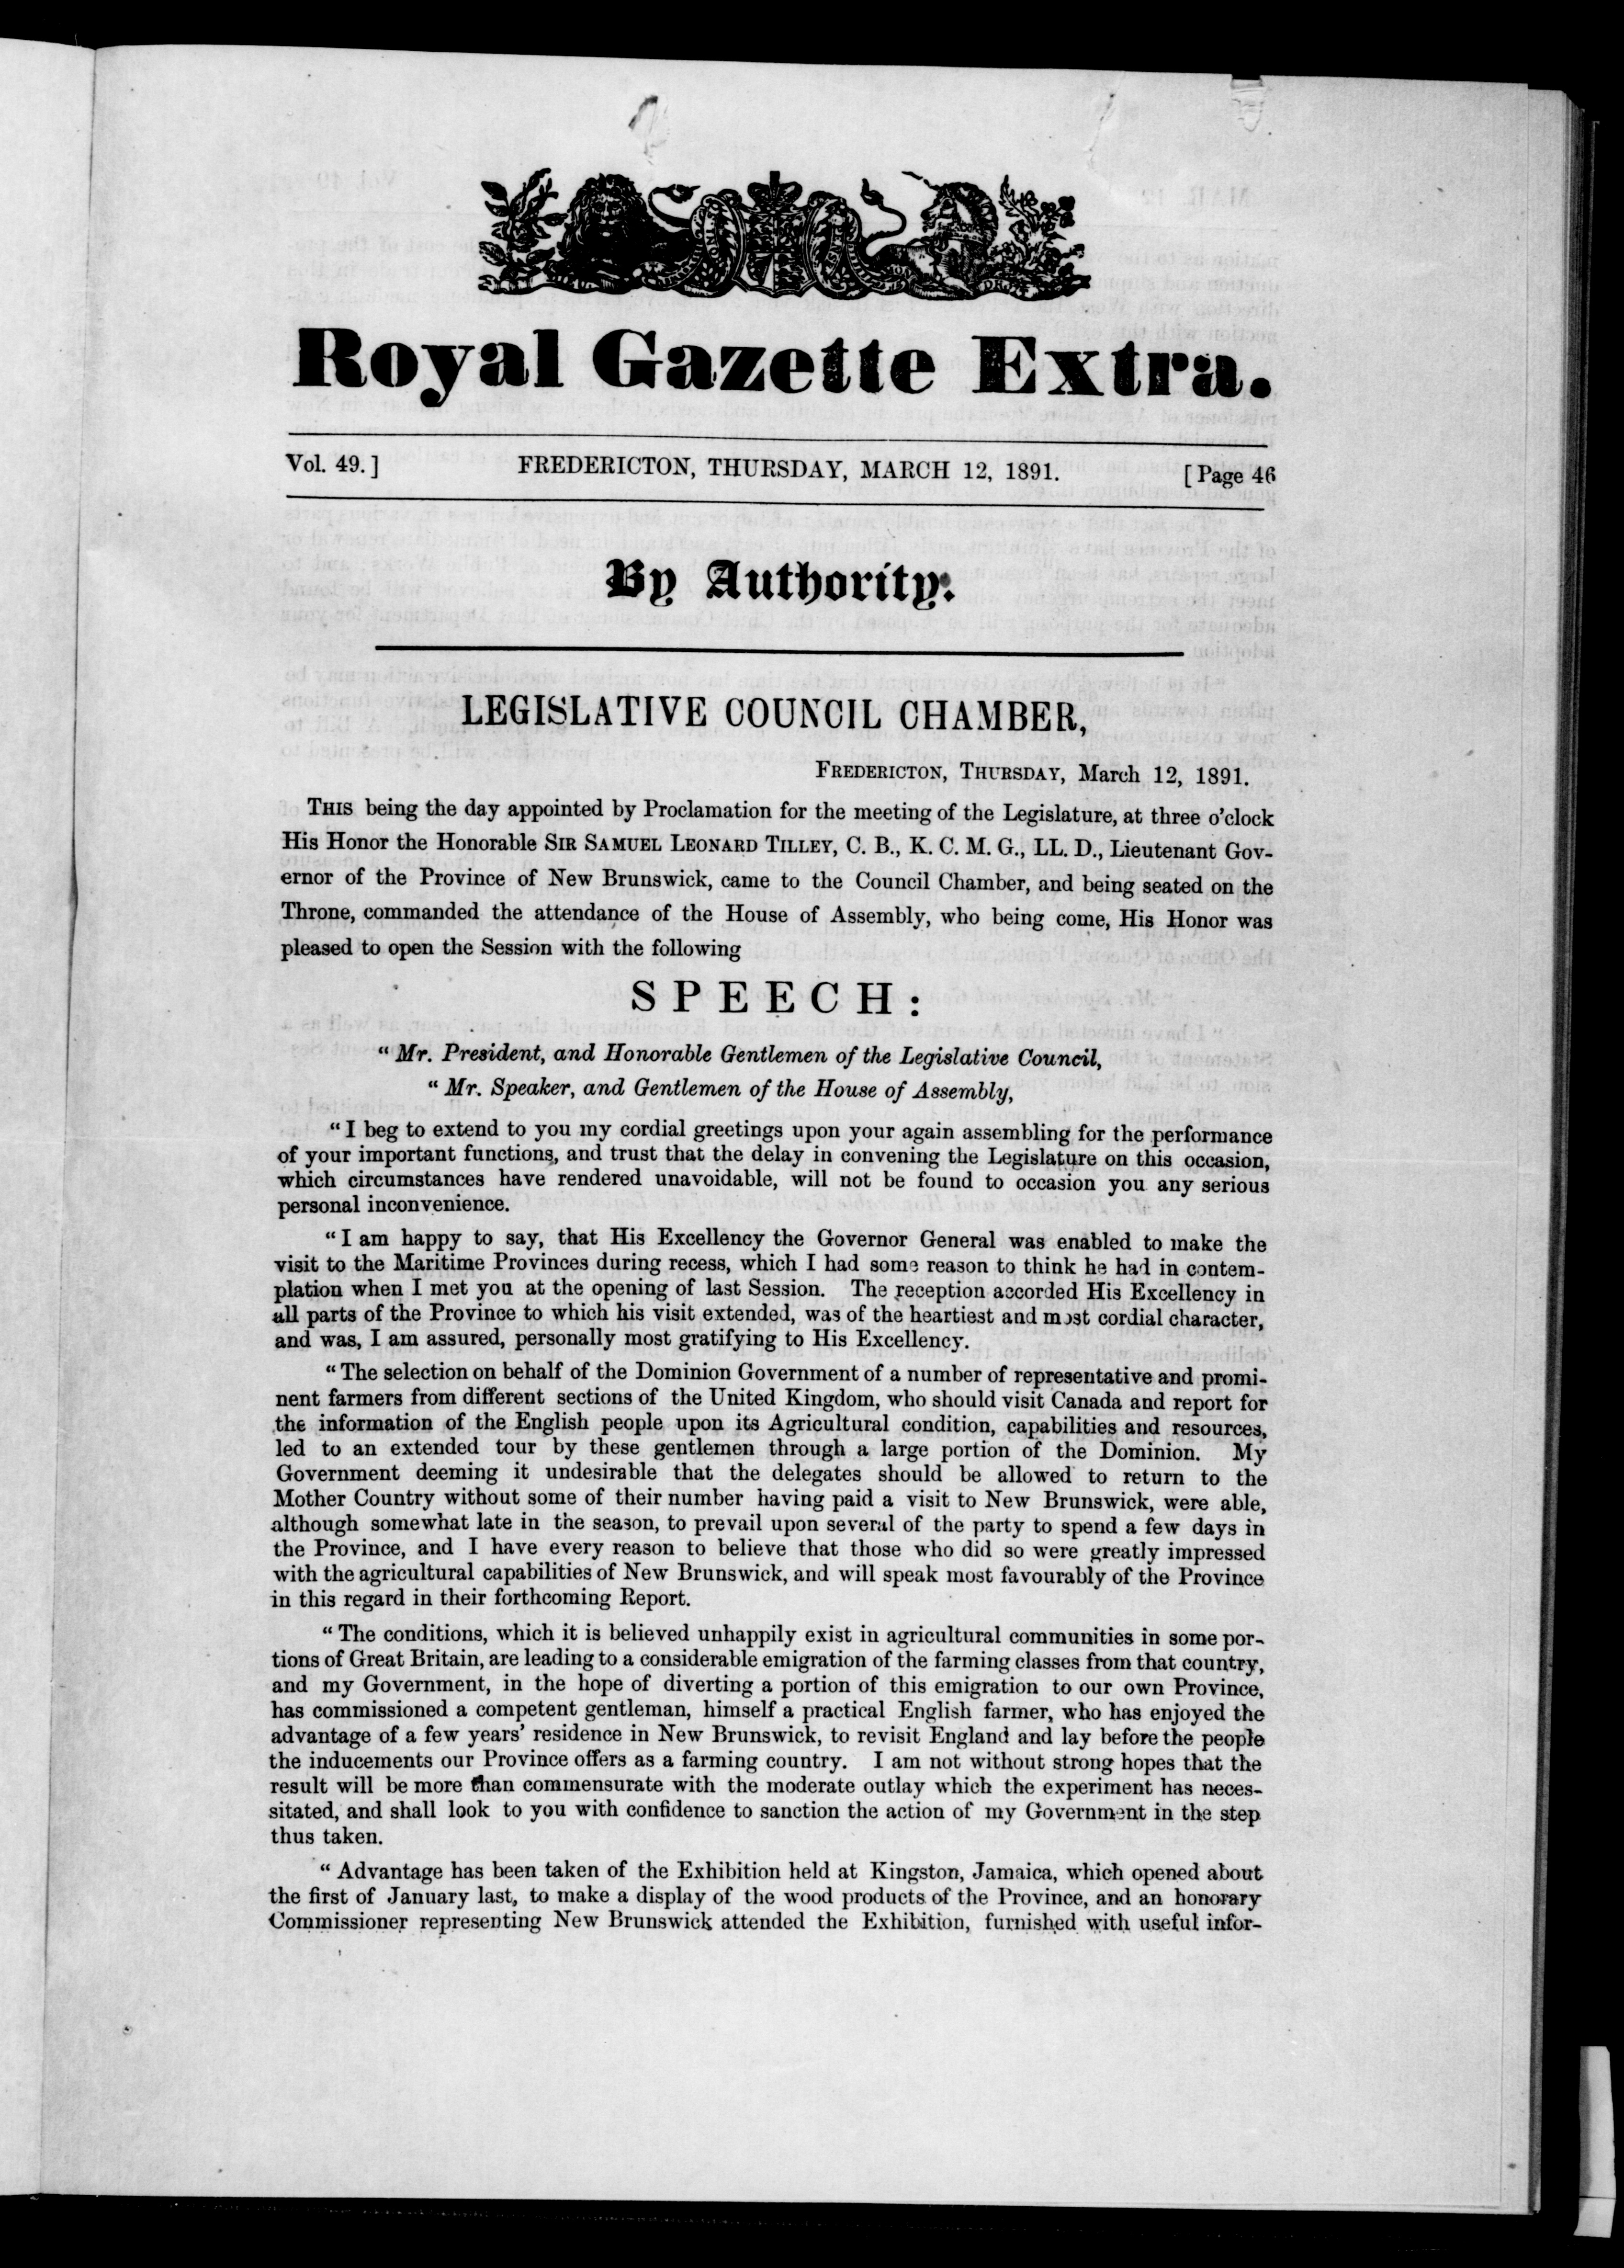 Royal Gazette Extra.
Vol. 49.] FREDERICTON, THURSDAY, MARCH 12, 1891. [Page 46
By Authority.
LEGISLATIVE COUNCIL CHAMBER,
FREDERICTON, THURSDAY, March 12, 1891.
THIS being the day appointed by Proclamation for the meeting of the Legislature, at three o'clock
His Honor the Honorable SIR SAMUEL LEONARD TILLEY, C. B., K. C. M. G., LL. D., Lieutenant Gov-
ernor of the Province of New Brunswick, came to the Council Chamber, and being seated on the
Throne, commanded the attendance of the House of Assembly, who being come, His Honor was
pleased to open the Session with the following
SPEECH:
"Mr. President, and Honorable Gentlemen of the Legislative Council,
"Mr. Speaker, and Gentlemen of the House of Assembly,
"I beg to extend to you my cordial greetings upon your again assembling for the performance
of your important functions, and trust that the delay in convening the Legislature on this occasion,
which circumstances have rendered unavoidable, will not be found to occasion you any serious
personal inconvenience.
"I am happy to say, that His Excellency the Governor General was enabled to make the
visit to the Maritime Provinces during recess, which I had some reason to think he had in contem-
plation when I met you at the opening of last Session. The reception accorded His Excellency in
all parts of the Province to which his visit extended, was of the heartiest and most cordial character,
and was, I am assured, personally most gratifying to His Excellency.
"The selection on behalf of the Dominion Government of a number of representative and promi-
nent farmers from different sections of the United Kingdom, who should visit Canada and report for
the information of the English people upon its Agricultural condition, capabilities and resources,
led to an extended tour by these gentlemen through a large portion of the Dominion. My
Government deeming it undesirable that the delegates should be allowed to return to the
Mother Country without some of their number having paid a visit to New Brunswick, were able,
although somewhat late in the season, to prevail upon several of the party to spend a few days in
the Province, and I have every reason to believe that those who did so were greatly impressed
with the agricultural capabilities of New Brunswick, and will speak most favourably of the Province
in this regard in their forthcoming Report.
"The conditions, which it is believed unhappily exist in agricultural communities in some por-
tions of Great Britain, are leading to a considerable emigration of the farming classes from that country,
and my Government, in the hope of diverting a portion of this emigration to our own Province,
has commissioned a competent gentleman, himself a practical English farmer, who has enjoyed the
advantage of a few years' residence in New Brunswick, to revisit England and lay before the people
the inducements our Province offers as a farming country. I am not without strong hopes that the
result will be more than commensurate with the moderate outlay which the experiment has neces-
sitated, and shall look to you with confidence to sanction the action of my Government in the step
thus taken.
"Advantage has been taken of the Exhibition held at Kingston, Jamaica, which opened about
the first of January last, to make a display of the wood products of the Province, and an honorary
Commissioner representing New Brunswick attended the Exhibition, furnished with useful infor-